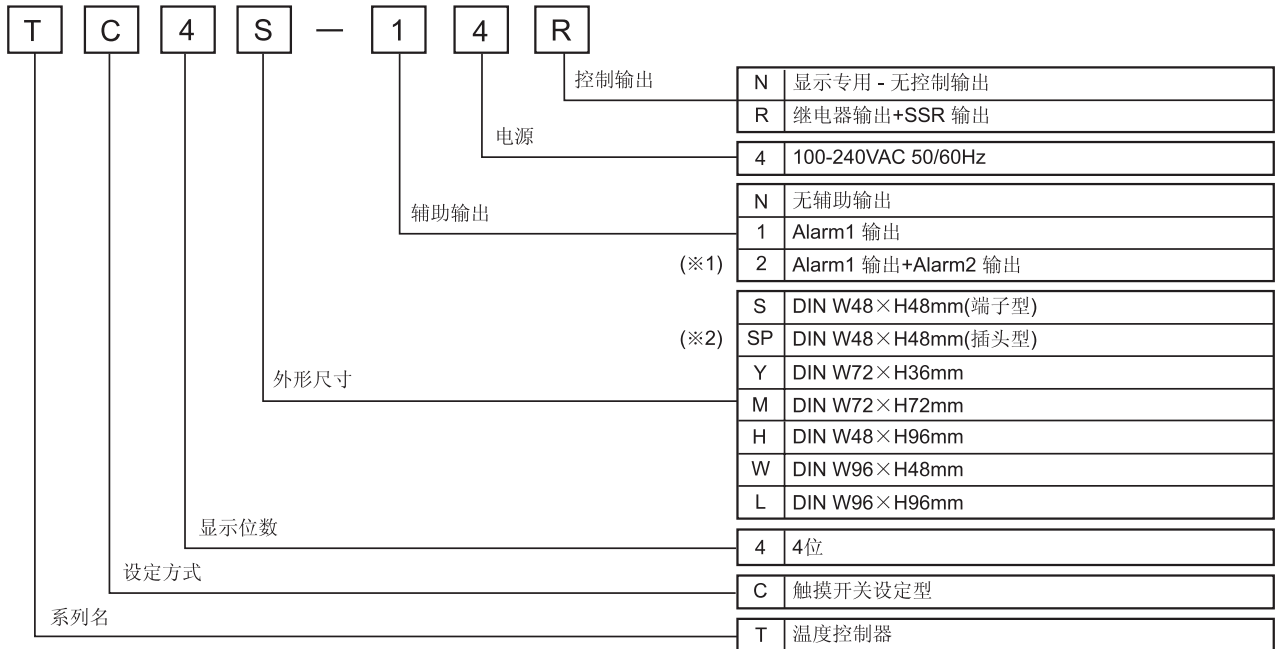 T C 4 S — 1 4 R
控制输出
N 显示专用 - 无控制输出
R 继电器输出+SSR 输出
电源
4 100-240VAC 50/60Hz
辅助输出
N 无辅助输出
1 Alarm1 输出
(※1) 2 Alarm1 输出+Alarm2 输出
外形尺寸
S DIN W48×H48mm(端子型)
(※2) SP DIN W48×H48mm(插头型)
Y DIN W72×H36mm
M DIN W72×H72mm
H DIN W48×H96mm
W DIN W96×H48mm
L DIN W96×H96mm
显示位数
4 4位
设定方式
C 触摸开关设定型
系列名
T 温度控制器